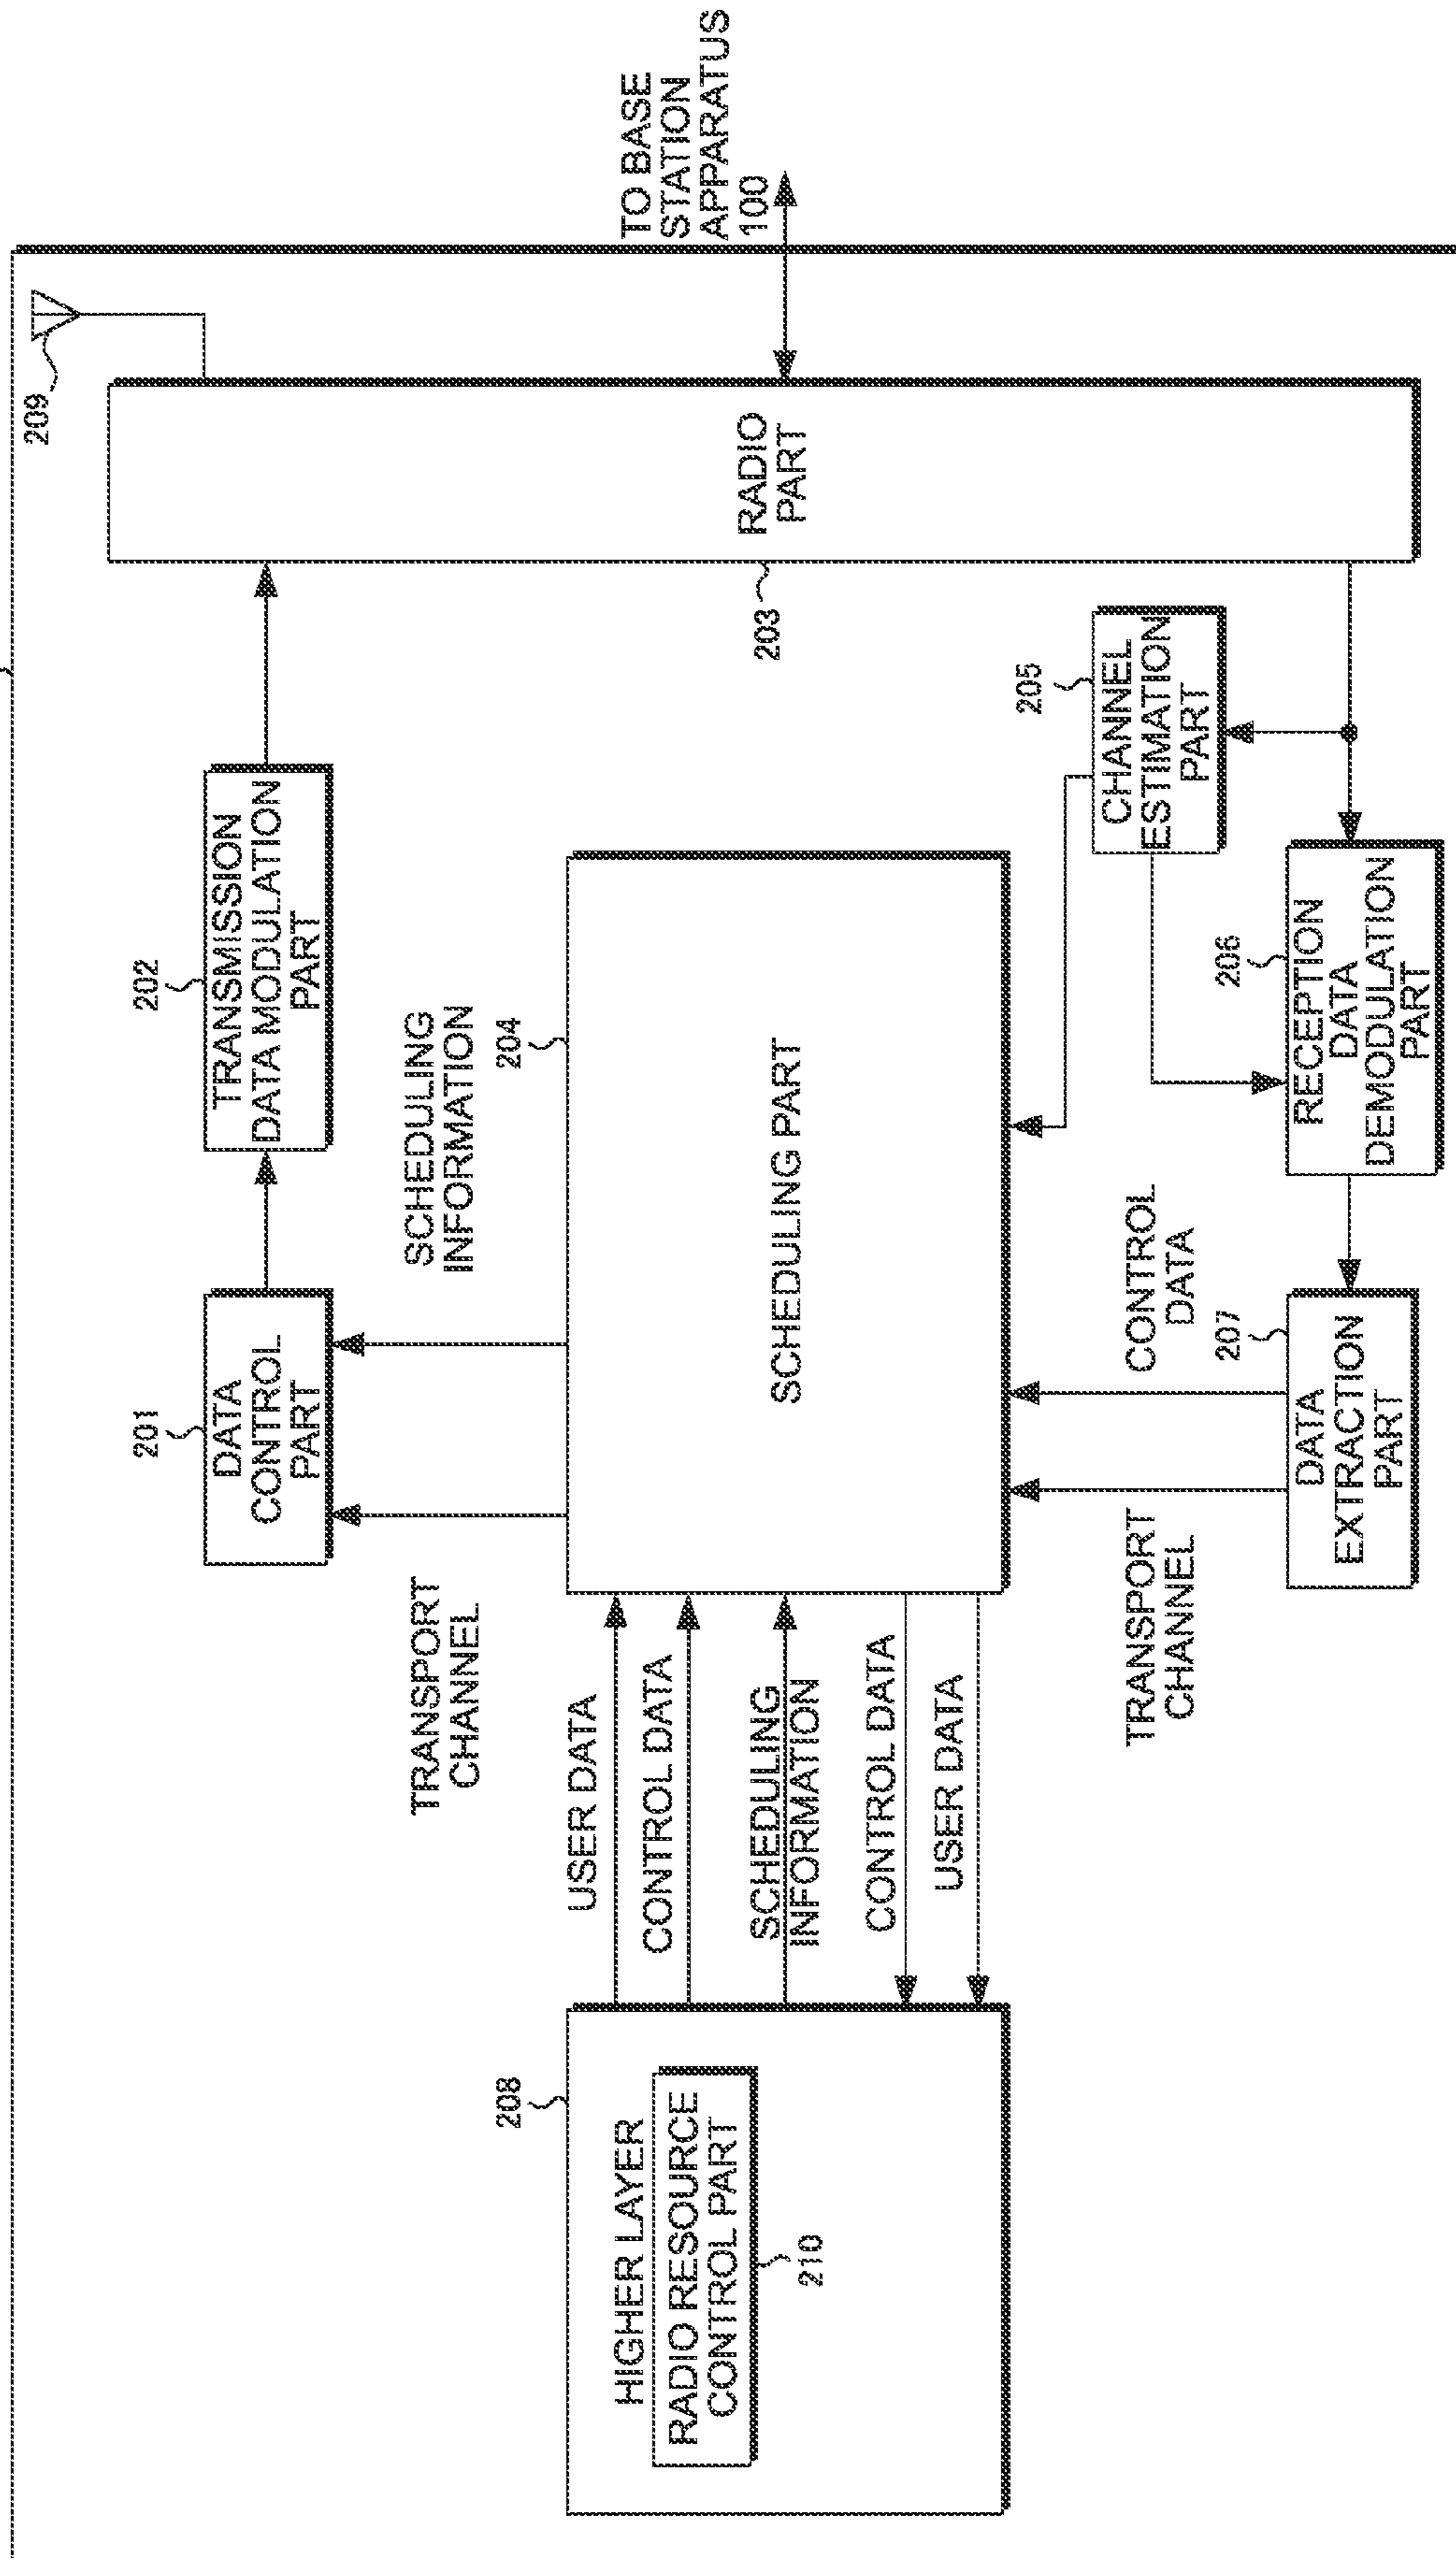 209
TO BASE
STATION
APPARATUS
100
201
DATA
CONTROL
PART
202
TRANSMISSION
DATA MODULATION
PART
RADIO
PART
203
TRANSPORT
CHANNEL
SCHEDULING
INFORMATION
208
HIGHER LAYER
RADIO RESOURCE
CONTROL PART
210
USER DATA
CONTROL DATA
SCHEDULING
INFORMATION
CONTROL DATA
USER DATA
204
SCHEDULING PART
205
CHANNEL
ESTIMATION
PART
TRANSPORT
CHANNEL
CONTROL
DATA
207
DATA
EXTRACTION
PART
206
RECEPTION
DATA
DEMODULATION
PART